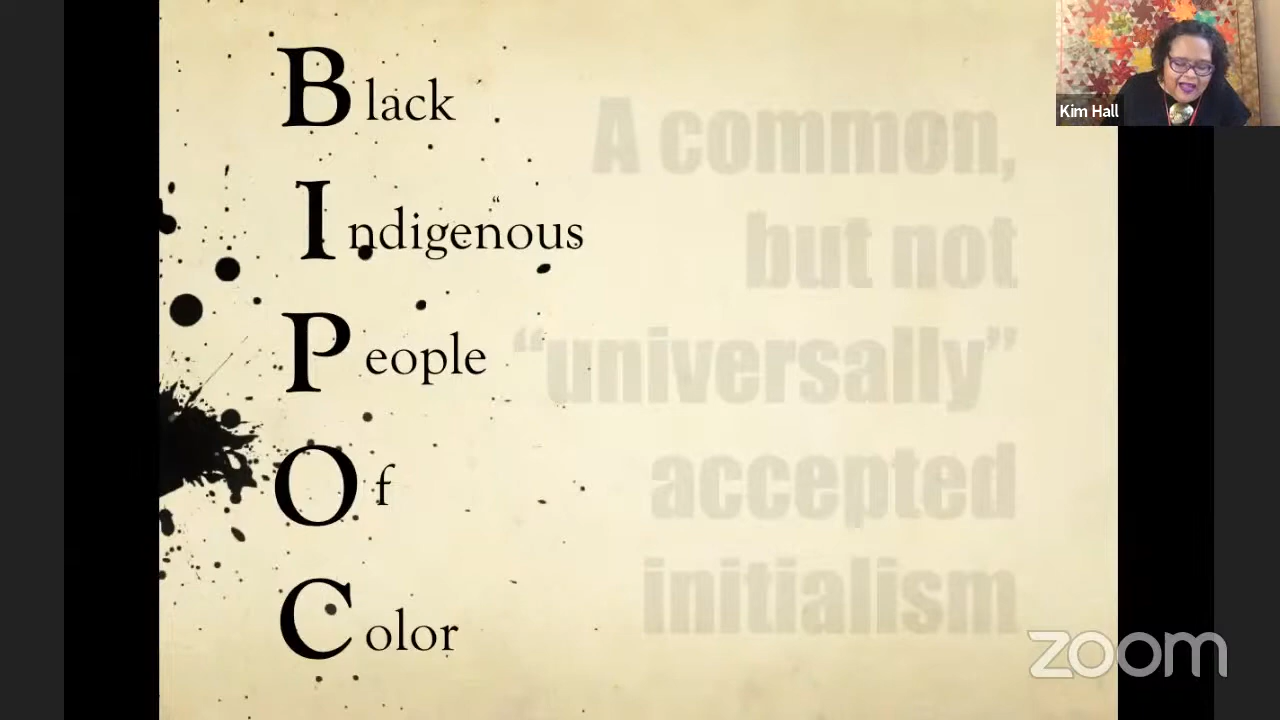 Black
Indigenous
People
Of
Color
A common,
but not
“universally”
accepted
initialism
Kim Hall
zoom